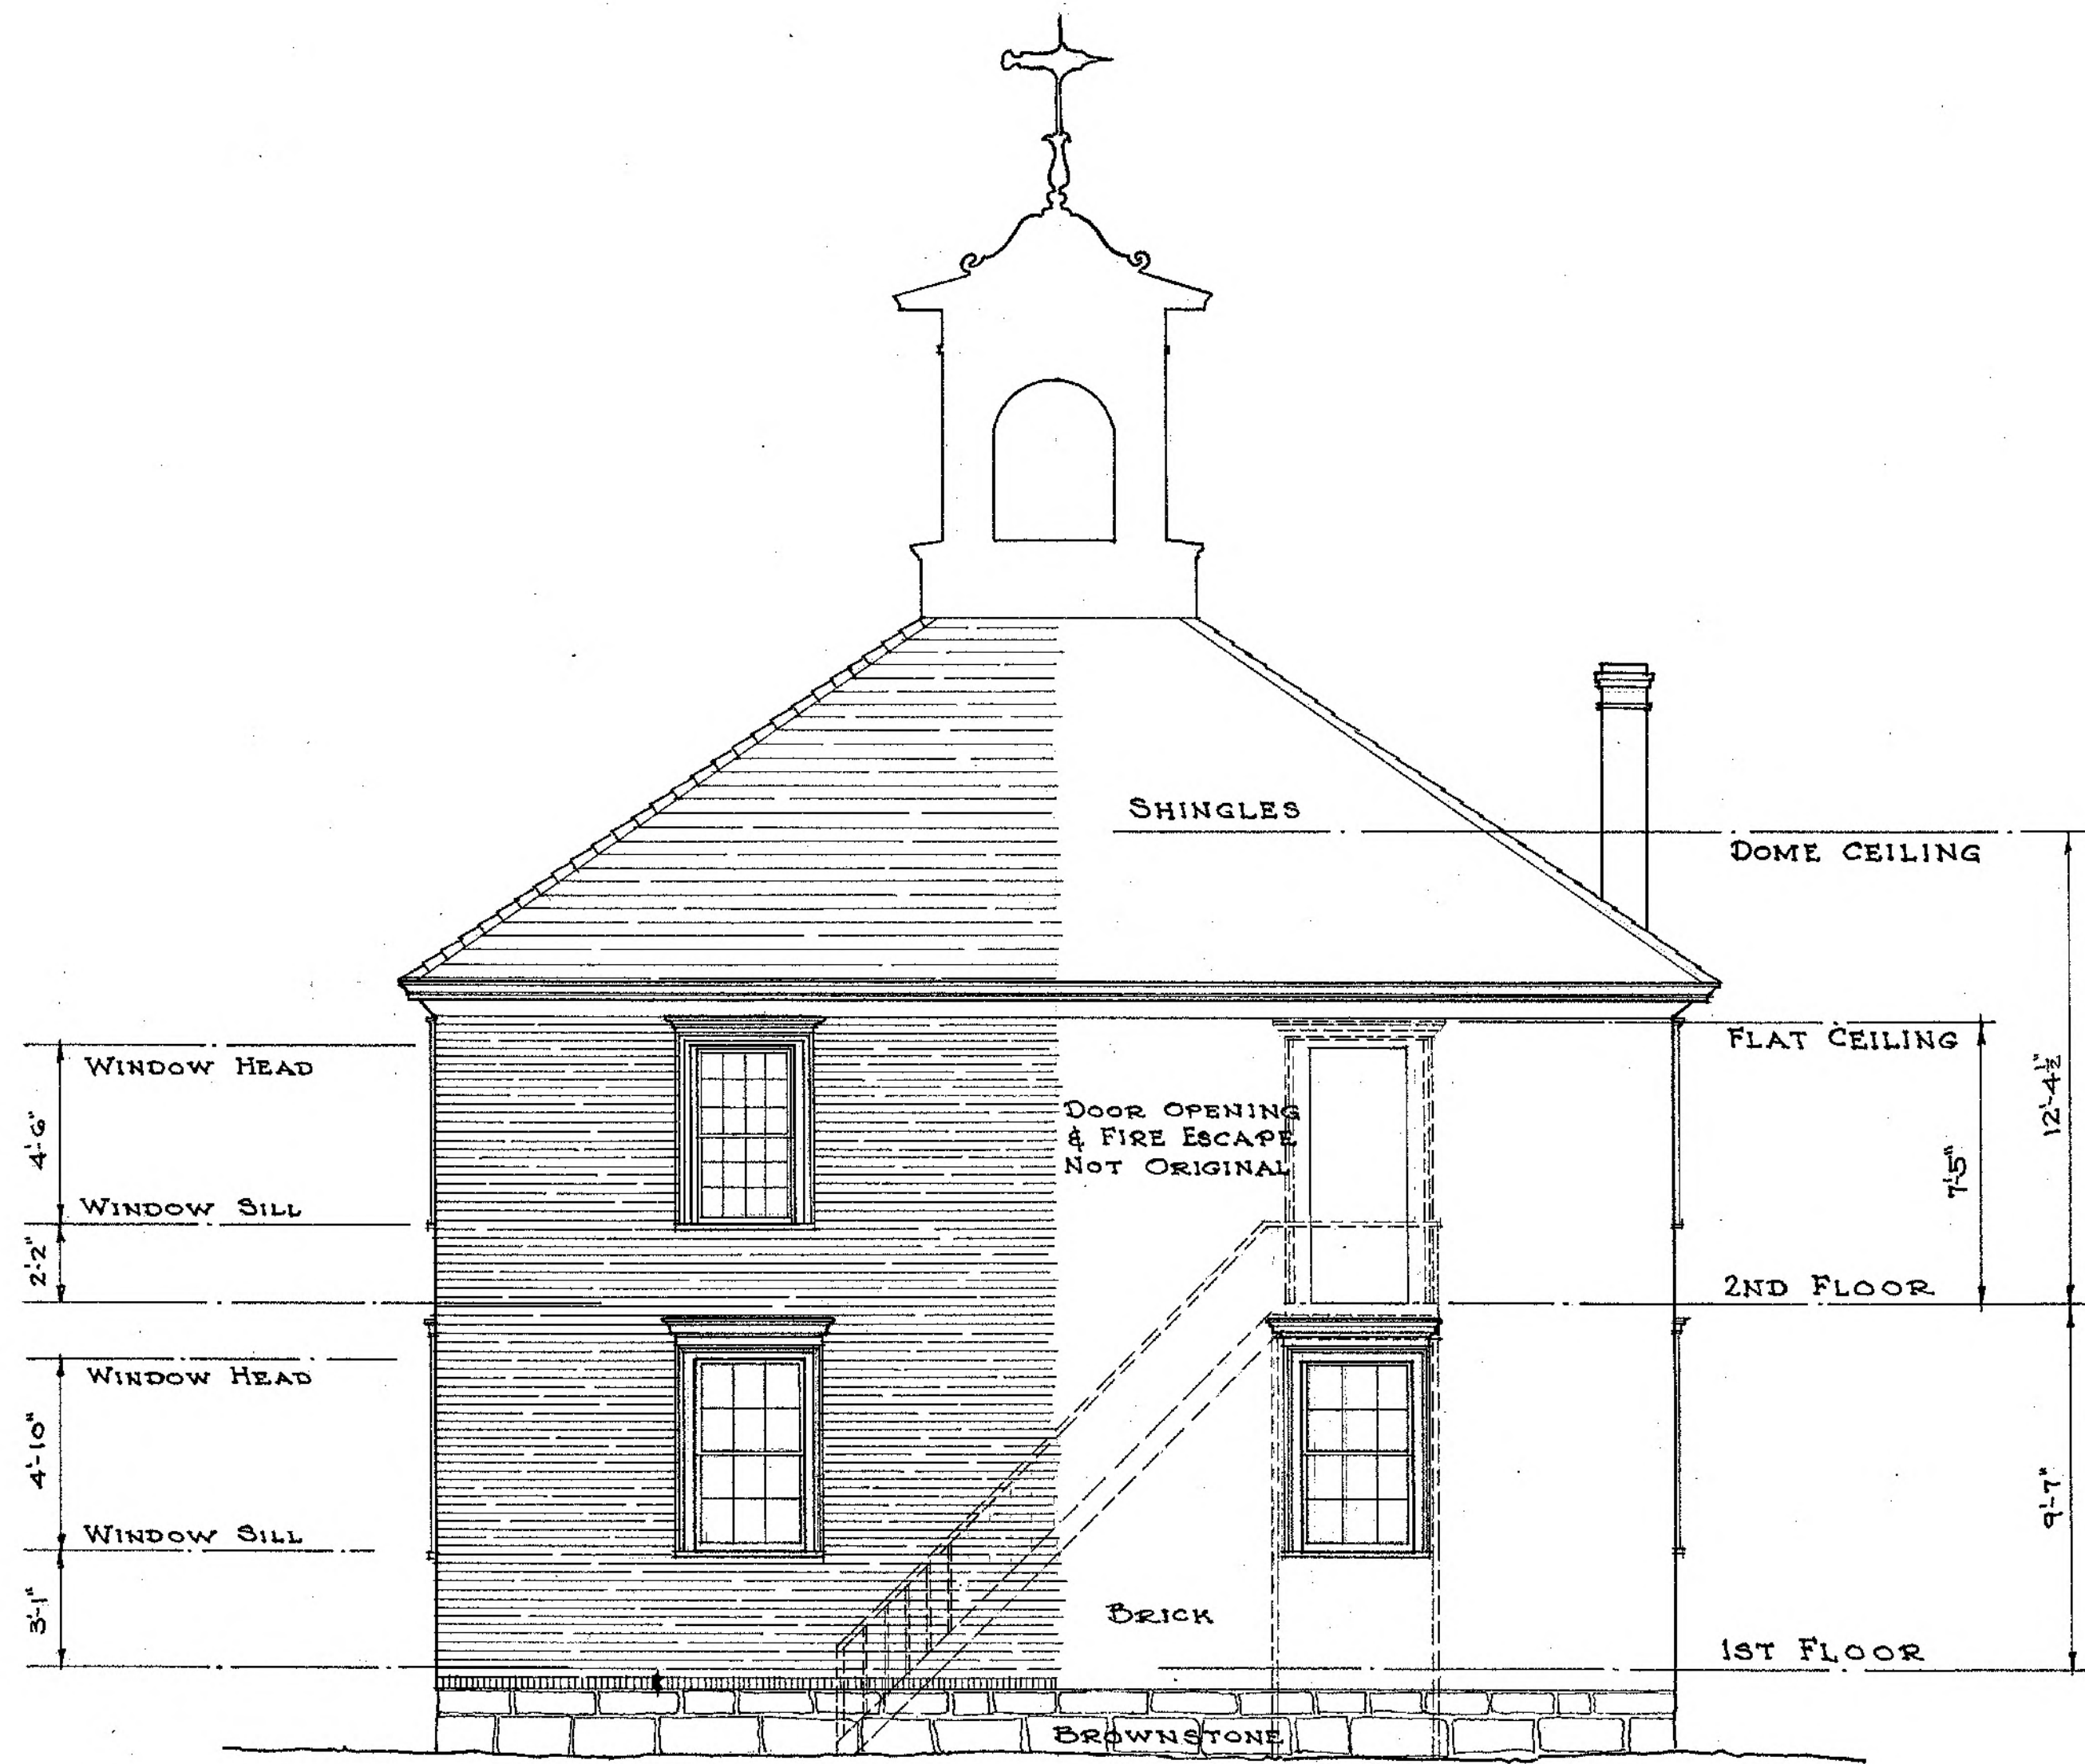 SHINGLES
DOME CEILING
FLAT CEILING
WINDOW HEAD
12'-4½"
DOOR OPENING
& FIRE ESCAPE
NOT ORIGINAL
4'-6"
7'-5"
WINDOW SILL
2'-2"
2ND FLOOR
WINDOW HEAD
4'-10"
9'-7"
WINDOW SILL
3'-1"
BRICK
1ST FLOOR
BROWNSTONE